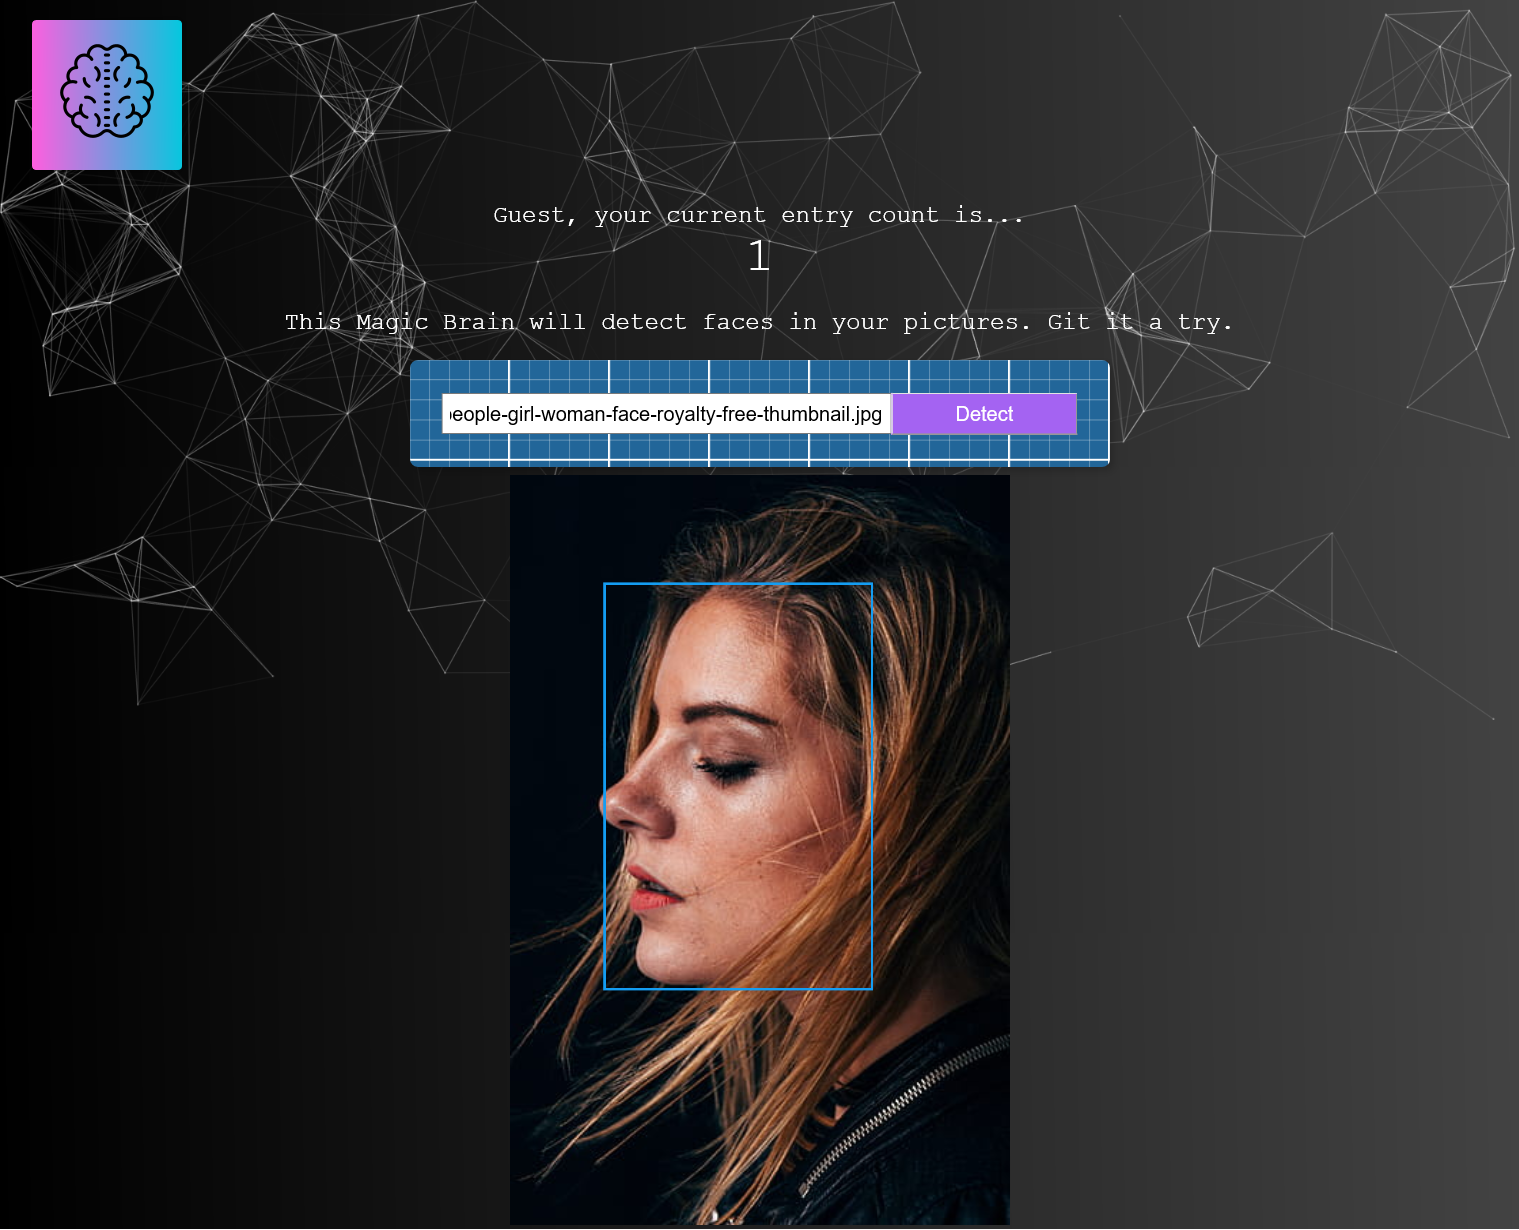 Guest, your current entry count is...
1
This Magic Brain will detect faces in your pictures. Git it a try.
eople-girl-woman-face-royalty-free-thumbnail.jpg
Detect